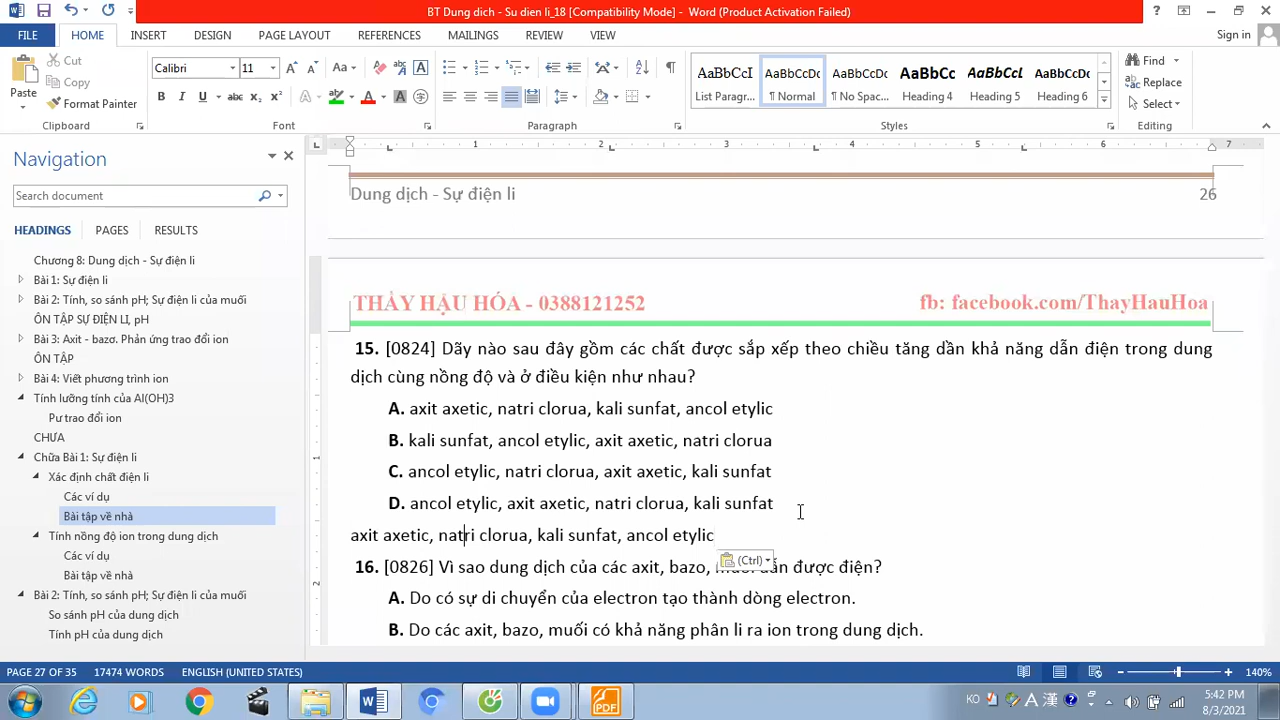 BT Dung dich - Su dien li_18 [Compatibility Mode] - Word (Product Activation Failed)
FILE HOME INSERT DESIGN PAGE LAYOUT REFERENCES MAILINGS REVIEW VIEW Sign in
Paste Cut
Copy
Format Painter
Clipboard
Calibri 11
Font
Paragraph
AaBbCcI AaBbCcDc AaBbCcDc AaBbCc AaBbCcL AaBbCcDc
List Paragr... ¶ Normal ¶ No Spac... Heading 4 Heading 5 Heading 6
Styles
Find
Replace
Select
Editing
Navigation
Search document
HEADINGS PAGES RESULTS
Chương 8: Dung dịch - Sự điện li
Bài 1: Sự điện li
Bài 2: Tính, so sánh pH; Sự điện li của muối
ÔN TẬP SỰ ĐIỆN LI, pH
Bài 3: Axit - bazơ. Phản ứng trao đổi ion
ÔN TẬP
Bài 4: Viết phương trình ion
Tính lưỡng tính của Al(OH)3
Pư trao đổi ion
CHƯA
Chữa Bài 1: Sự điện li
Xác định chất điện li
Các ví dụ
Bài tập về nhà
Tính nồng độ ion trong dung dịch
Các ví dụ
Bài tập về nhà
Bài 2: Tính, so sánh pH; Sự điện li của muối
So sánh pH của dung dịch
Tính pH của dung dịch
1 2 3 4 5 6 7
Dung dịch - Sự điện li 26
THẦY HẬU HÓA - 0388121252 fb: facebook.com/ThayHauHoa
15. [0824] Dãy nào sau đây gồm các chất được sắp xếp theo chiều tăng dần khả năng dẫn điện trong dung
dịch cùng nồng độ và ở điều kiện như nhau?
A. axit axetic, natri clorua, kali sunfat, ancol etylic
B. kali sunfat, ancol etylic, axit axetic, natri clorua
C. ancol etylic, natri clorua, axit axetic, kali sunfat
D. ancol etylic, axit axetic, natri clorua, kali sunfat
axit axetic, natri clorua, kali sunfat, ancol etylic
(Ctrl)
16. [0826] Vì sao dung dịch của các axit, bazo, muối dẫn được điện?
A. Do có sự di chuyển của electron tạo thành dòng electron.
B. Do các axit, bazo, muối có khả năng phân li ra ion trong dung dịch.
PAGE 27 OF 35 17474 WORDS ENGLISH (UNITED STATES) 140%
KO A 漢
5:42 PM
8/3/2021